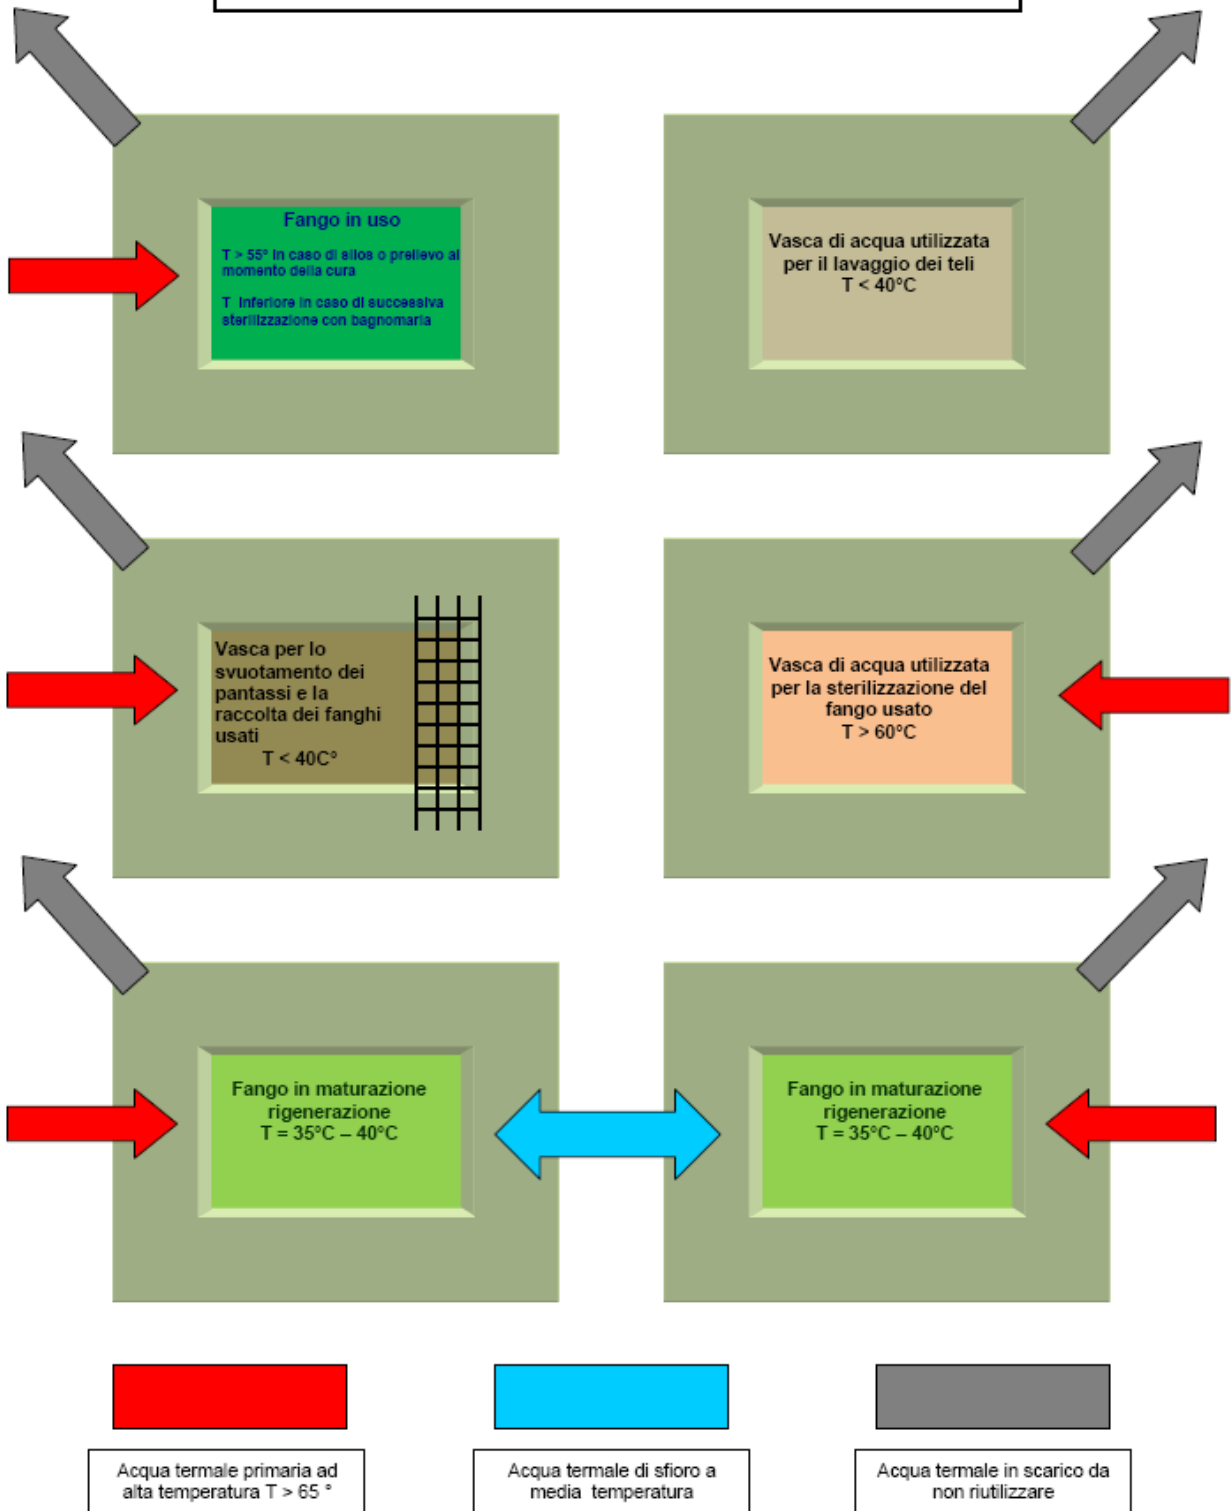 Fango in uso
T > 55° in caso di silos o prelievo al
momento della cura
T inferiore in caso di successiva
sterilizzazione con bagnomaria
Vasca di acqua utilizzata
per il lavaggio dei teli
T < 40°C
Vasca per lo
svuotamento dei
pantassi e la
raccolta dei fanghi
usati
T < 40C°
Vasca di acqua utilizzata
per la sterilizzazione del
fango usato
T > 60°C
Fango in maturazione
rigenerazione
T = 35°C – 40°C
Fango in maturazione
rigenerazione
T = 35°C – 40°C
Acqua termale primaria ad
alta temperatura T > 65 °
Acqua termale di sfioro a
media temperatura
Acqua termale in scarico da
non riutilizzare